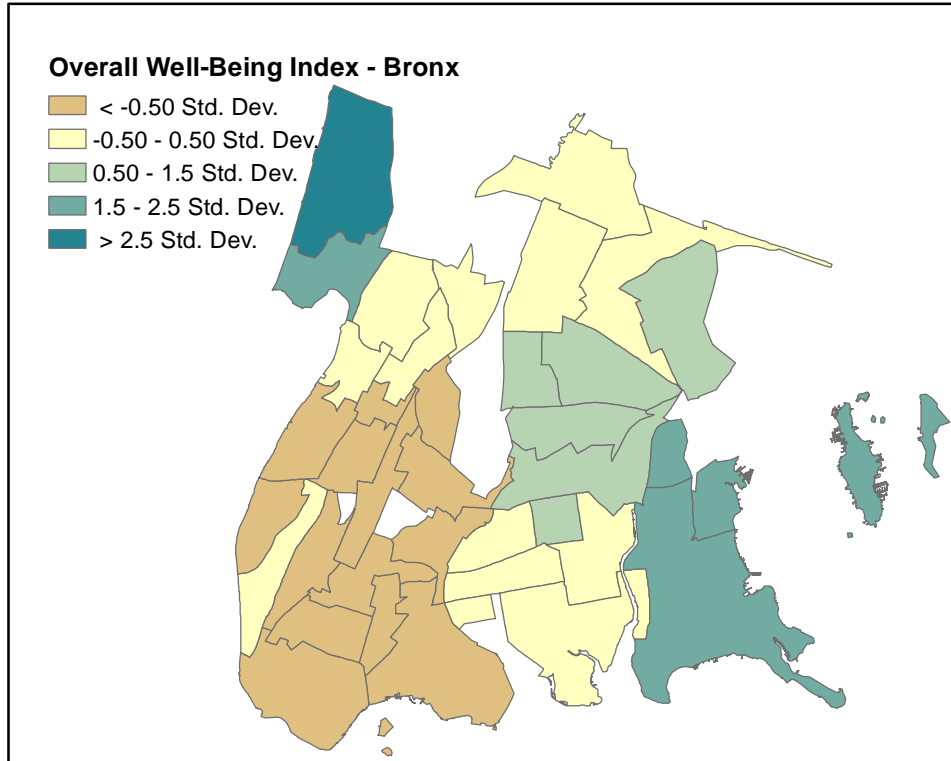 Overall Well-Being Index - Bronx
< -0.50 Std. Dev.
-0.50 - 0.50 Std. Dev.
0.50 - 1.5 Std. Dev.
1.5 - 2.5 Std. Dev.
> 2.5 Std. Dev.